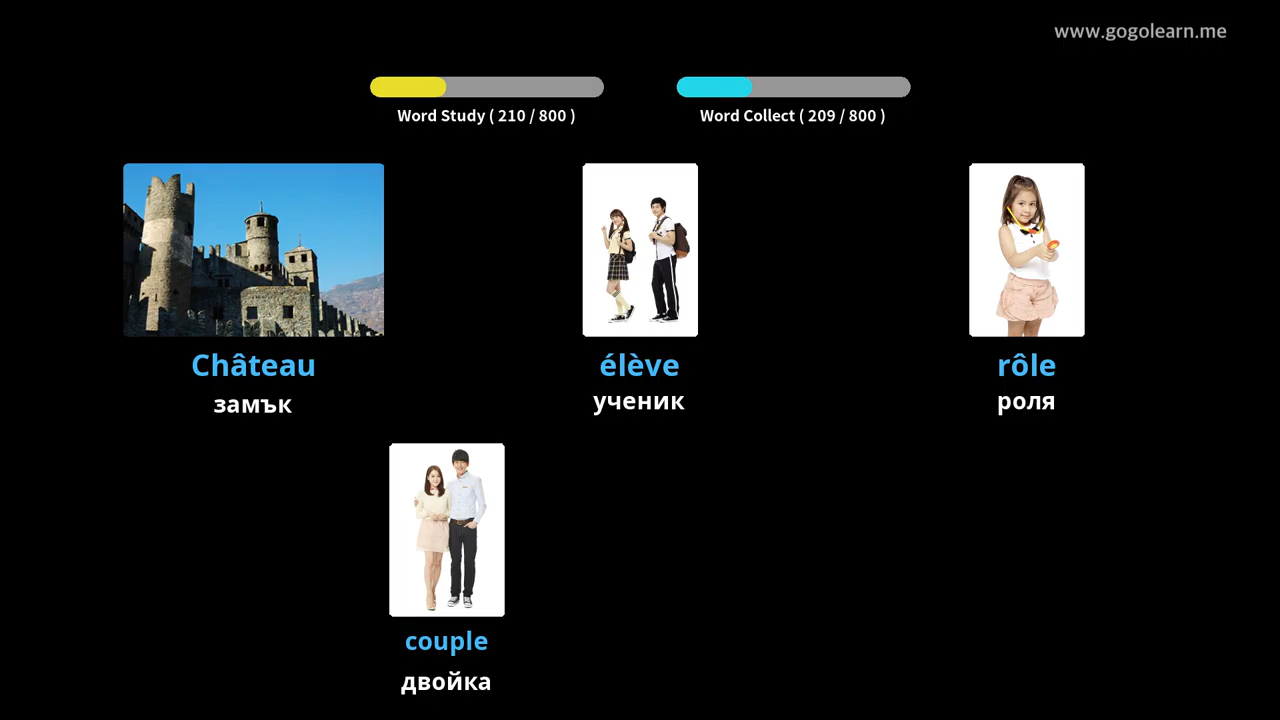 www.gogolearn.me
Word Study ( 210 / 800 )
Word Collect ( 209 / 800 )
Château
élève
rôle
замък
ученик
роля
couple
двойка